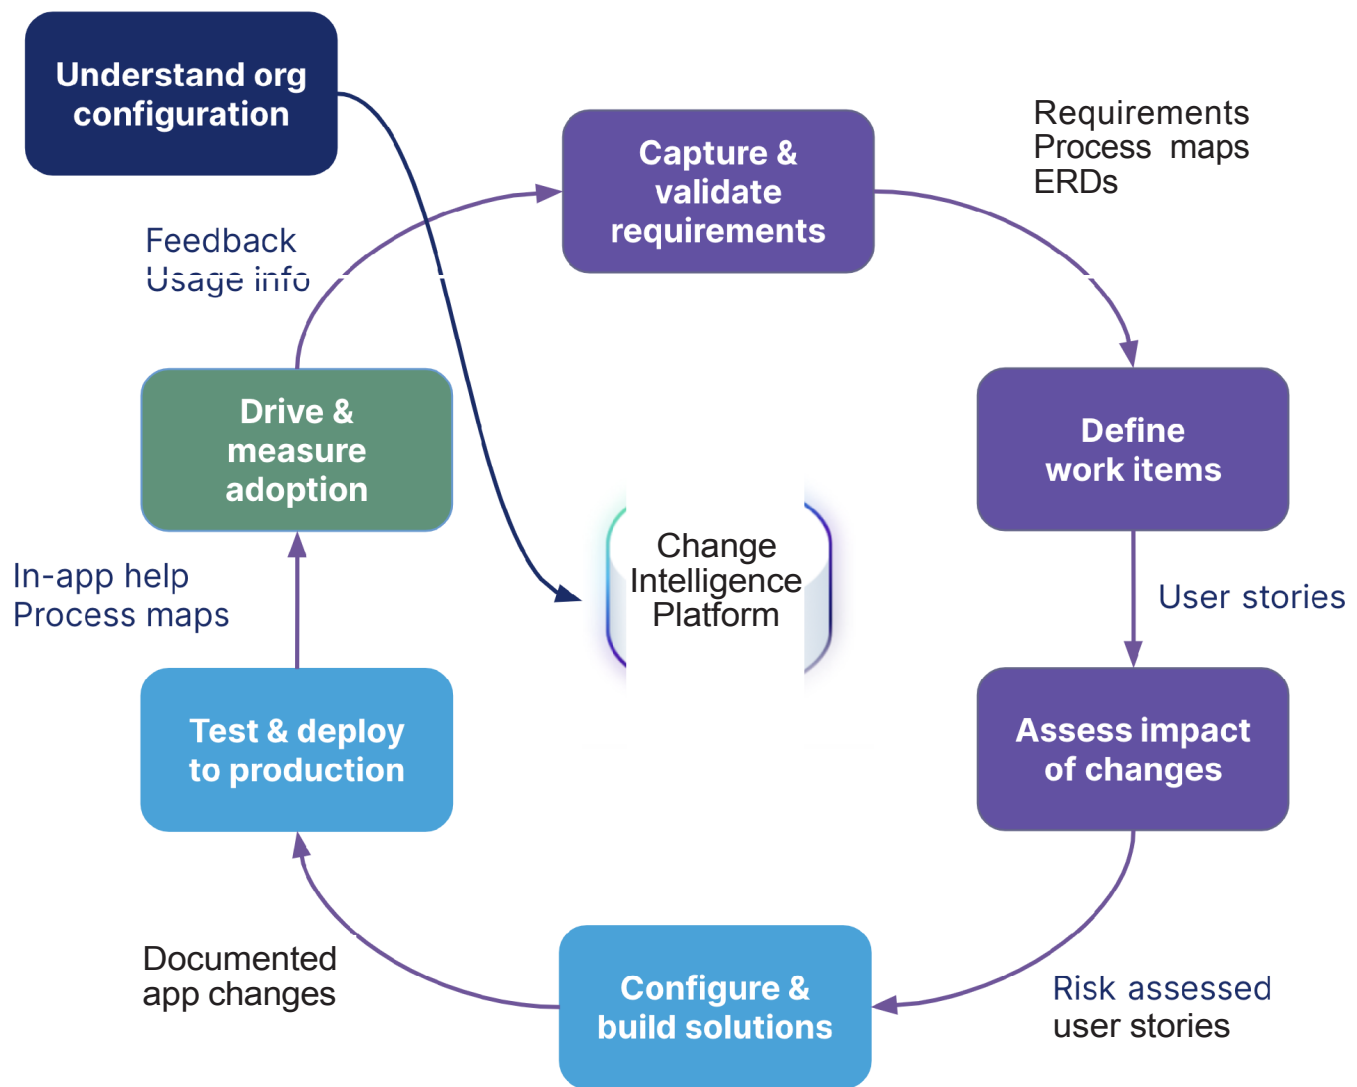 Understand org
configuration
Capture &
validate
requirements
Requirements
Process maps
ERDs
Feedback
Usage info
Drive &
measure
adoption
Define
work items
Change
Intelligence
Platform
In-app help
Process maps
User stories
Test & deploy
to production
Assess impact
of changes
Documented
app changes
Configure &
build solutions
Risk assessed
user stories